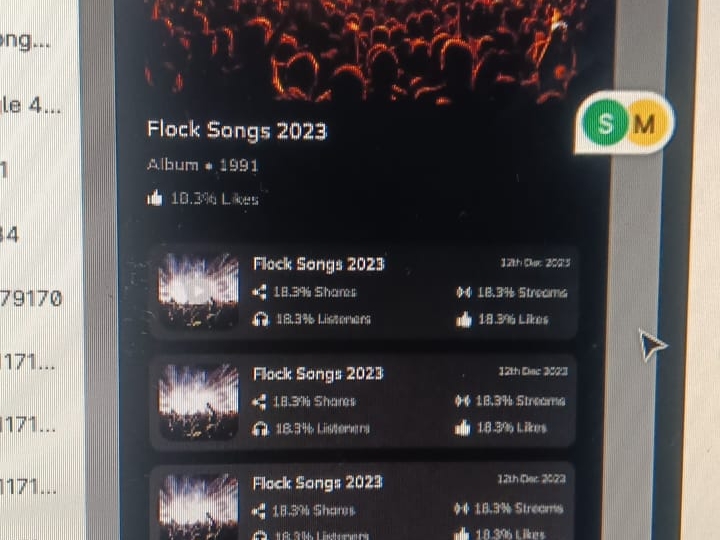 ong...
le 4...
1
34
79170
1171...
1171...
1171...
Flock Songs 2023
Album • 1991
18.3% Likes
S M
Flock Songs 2023
12th Dec 2023
18.3% Shares
18.3% Streams
18.3% Listeners
18.3% Likes
Flock Songs 2023
12th Dec 2023
18.3% Shares
18.3% Streams
18.3% Listeners
18.3% Likes
Flock Songs 2023
12th Dec 2023
18.3% Shares
18.3% Streams
18.3% Listeners
18.3% Likes